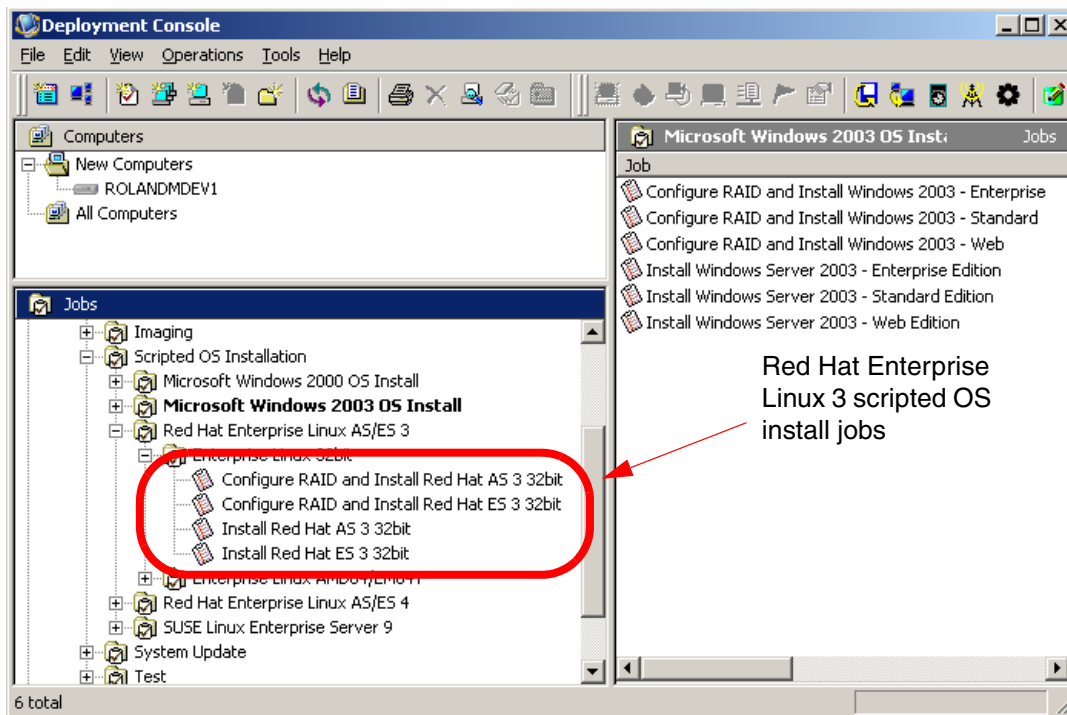 Deployment Console
File Edit View Operations Tools Help
Computers
New Computers
ROLANDMDEV1
All Computers
Jobs
Imaging
Scripted OS Installation
Microsoft Windows 2000 OS Install
Microsoft Windows 2003 OS Install
Red Hat Enterprise Linux AS/ES 3
Enterprise Linux 32bit
Configure RAID and Install Red Hat AS 3 32bit
Configure RAID and Install Red Hat ES 3 32bit
Install Red Hat AS 3 32bit
Install Red Hat ES 3 32bit
Enterprise Linux AMD64/EM64T
Red Hat Enterprise Linux AS/ES 4
SUSE Linux Enterprise Server 9
System Update
Test
Microsoft Windows 2003 OS Insta Jobs
Job
Configure RAID and Install Windows 2003 - Enterprise
Configure RAID and Install Windows 2003 - Standard
Configure RAID and Install Windows 2003 - Web
Install Windows Server 2003 - Enterprise Edition
Install Windows Server 2003 - Standard Edition
Install Windows Server 2003 - Web Edition
Red Hat Enterprise
Linux 3 scripted OS
install jobs
6 total